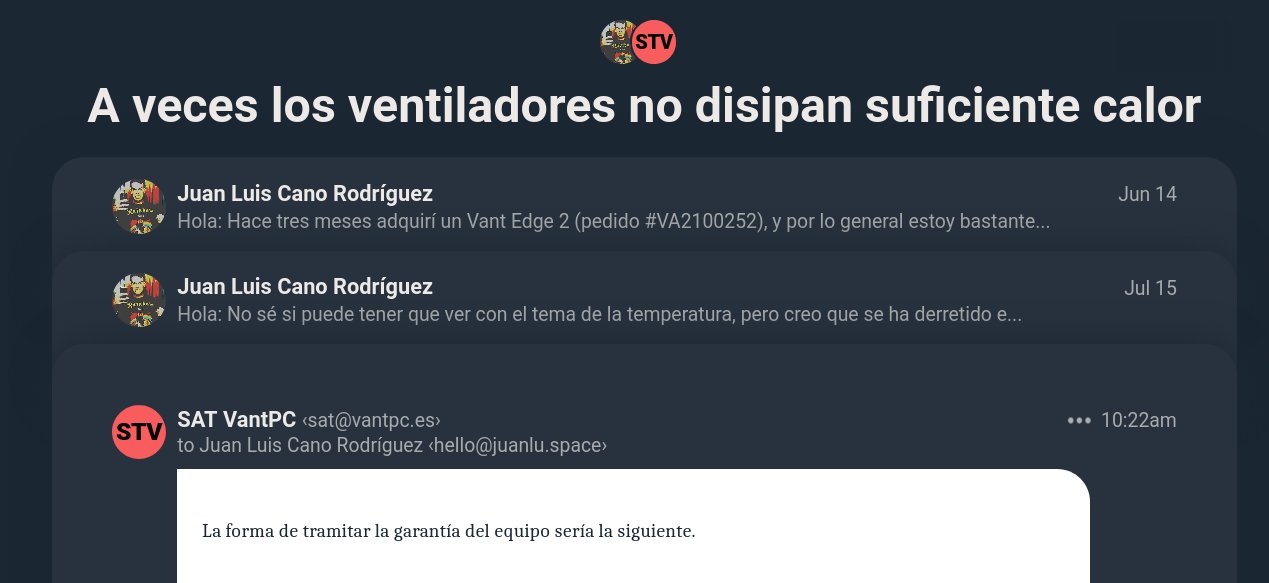 STV
A veces los ventiladores no disipan suficiente calor
Juan Luis Cano Rodríguez
Jun 14
Hola: Hace tres meses adquirí un Vant Edge 2 (pedido #VA2100252), y por lo general estoy bastante...
Juan Luis Cano Rodríguez
Jul 15
Hola: No sé si puede tener que ver con el tema de la temperatura, pero creo que se ha derretido e...
STV
SAT VantPC ‹sat@vantpc.es›
••• 10:22am
to Juan Luis Cano Rodríguez ‹hello@juanlu.space›
La forma de tramitar la garantía del equipo sería la siguiente.